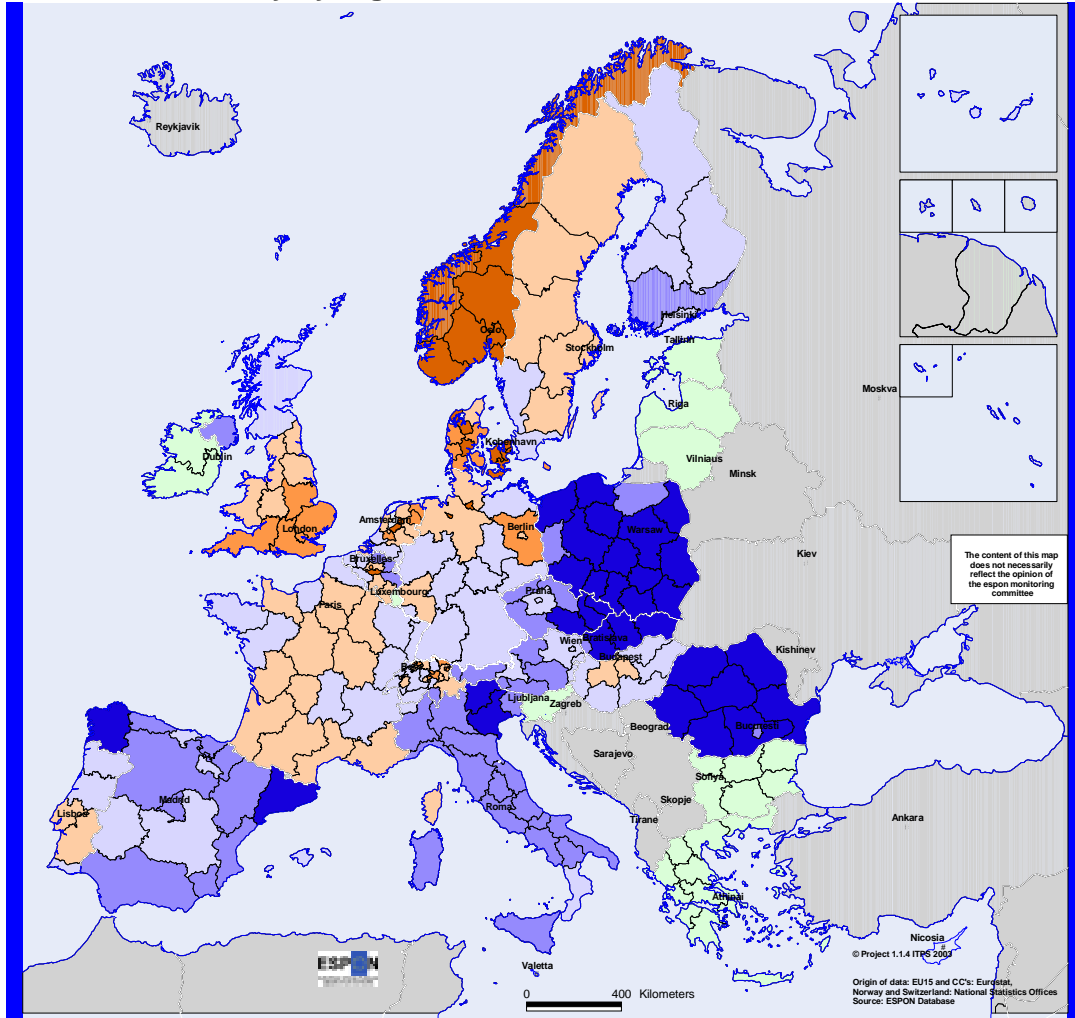 Reykjavik
Oslo
Helsinki
Stockholm
Tallinn
Moskva
Riga
Kobenhavn
Dublin
Vilniaus
Minsk
London
Amsterdam
Berlin
Warsaw
Kiev
Bruxelles
The content of this map
does not necessarily
reflect the opinion of
the espon monitoring
committee
Luxembourg
Praha
Paris
Wien
Bratislava
Budapest
Kishinev
Ljubljana
Zagreb
Beograd
Bucuresti
Sarajevo
Sofiya
Madrid
Skopje
Roma
Lisboa
Tirane
Ankara
Athinai
Nicosia
#
© Project 1.1.4 ITPS 2003
ESPON
Valetta
Origin of data: EU15 and CC's: Eurostat,
Norway and Switzerland: National Statistics Offices
Source: ESPON Database
0 400 Kilometers